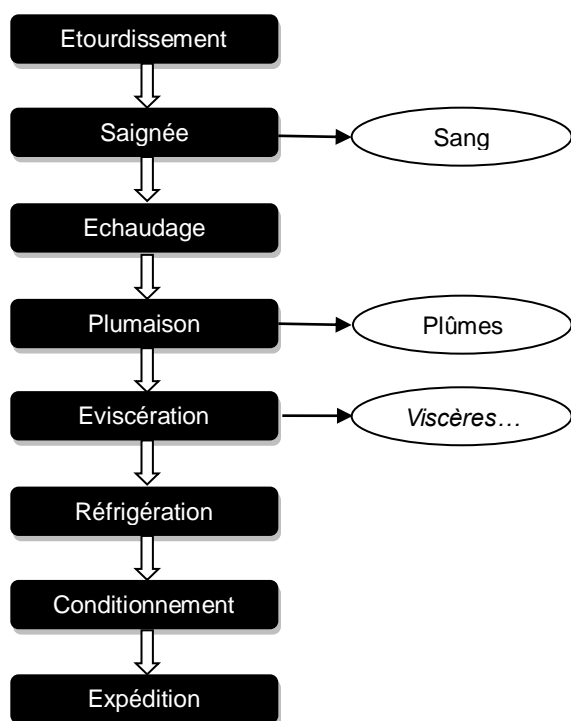 Etourdissement
Saignée
Sang
Echaudage
Plumaison
Plûmes
Eviscération
Viscères…
Réfrigération
Conditionnement
Expédition